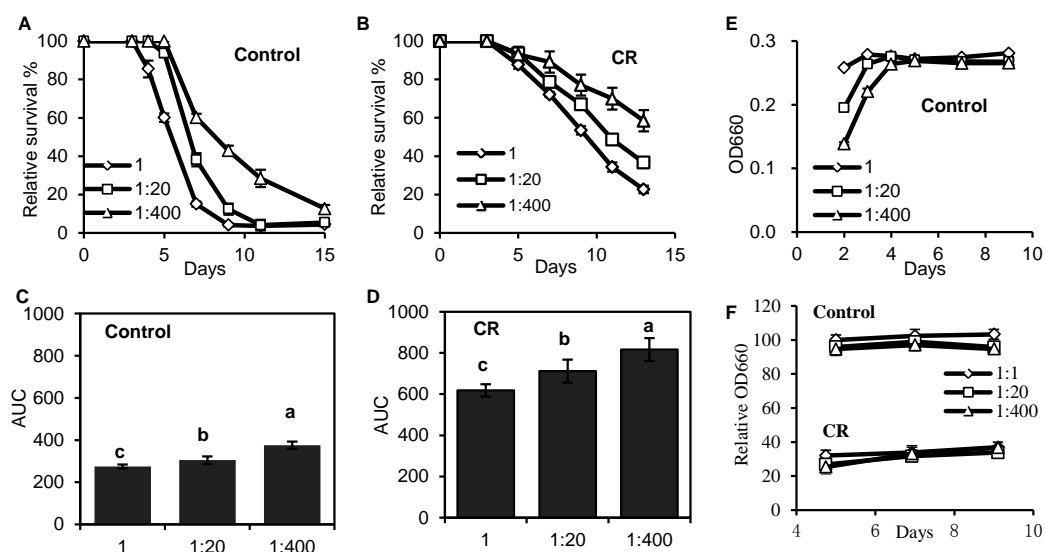 A
Relative survival %
120
100
80
60
40
20
0
Control
1
1:20
1:400
0
5
10
15
Days
B
Relative survival %
120
100
80
60
40
20
0
CR
1
1:20
1:400
0
5
10
15
Days
E
OD660
0.3
0.2
0.1
0.0
Control
1
1:20
1:400
0
2
4
6
8
10
Days
C
AUC
1000
800
600
400
200
0
Control
c
b
a
1
1:20
1:400
D
AUC
1000
800
600
400
200
0
CR
c
b
a
1
1:20
1:400
F
Relative OD660
120
100
80
60
40
20
0
Control
1:1
1:20
1:400
CR
4
6
8
10
Days